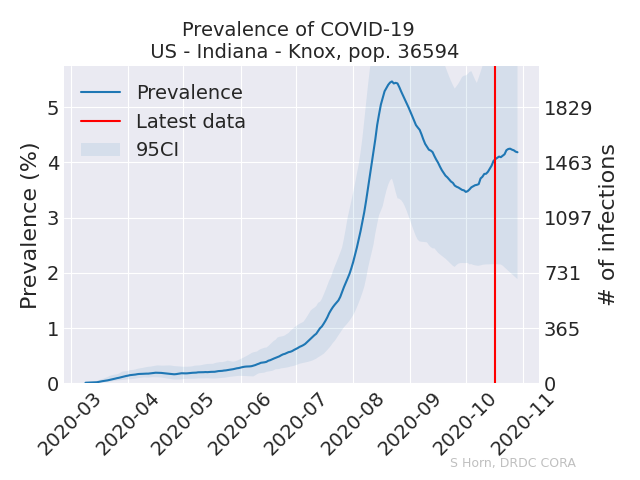 Prevalence of COVID-19
US - Indiana - Knox, pop. 36594
Prevalence
Latest data
95CI
Prevalence (%)
5
4
3
2
1
0
1829
1463
1097
731
365
0
# of infections
2020-03
2020-04
2020-05
2020-06
2020-07
2020-08
2020-09
2020-10
2020-11
S Horn, DRDC CORA